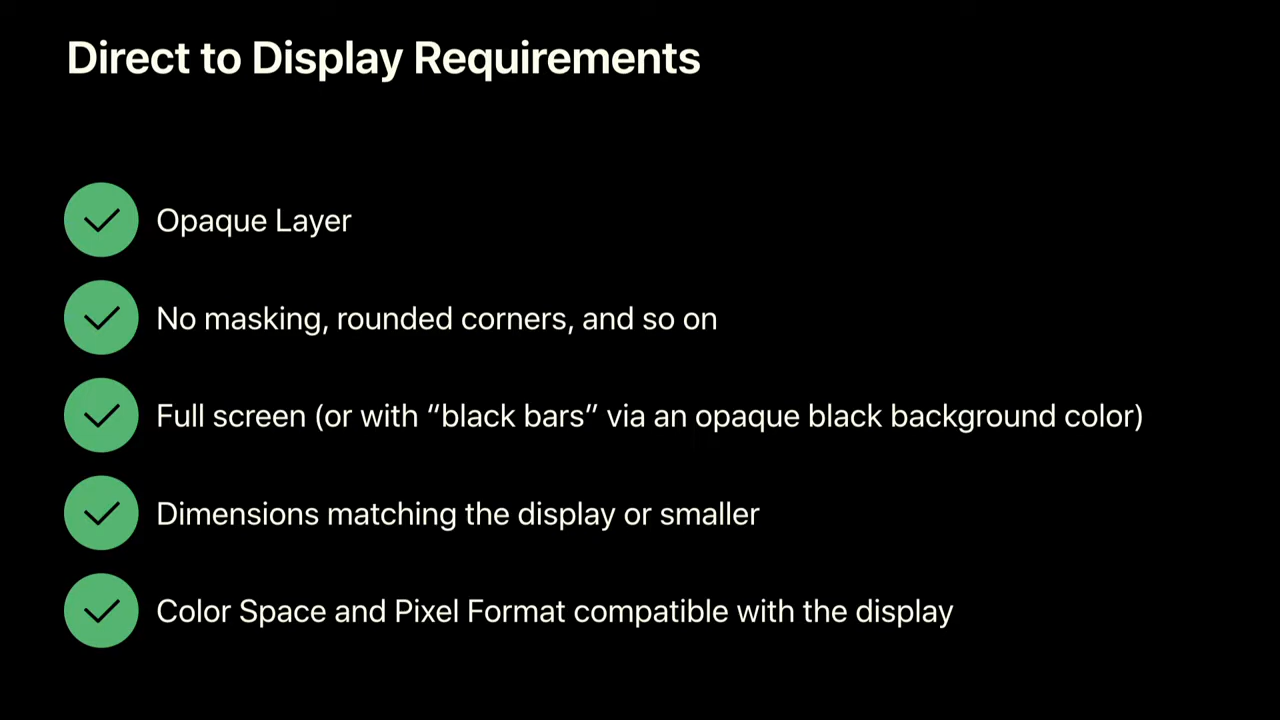 Direct to Display Requirements
Opaque Layer
No masking, rounded corners, and so on
Full screen (or with “black bars” via an opaque black background color)
Dimensions matching the display or smaller
Color Space and Pixel Format compatible with the display